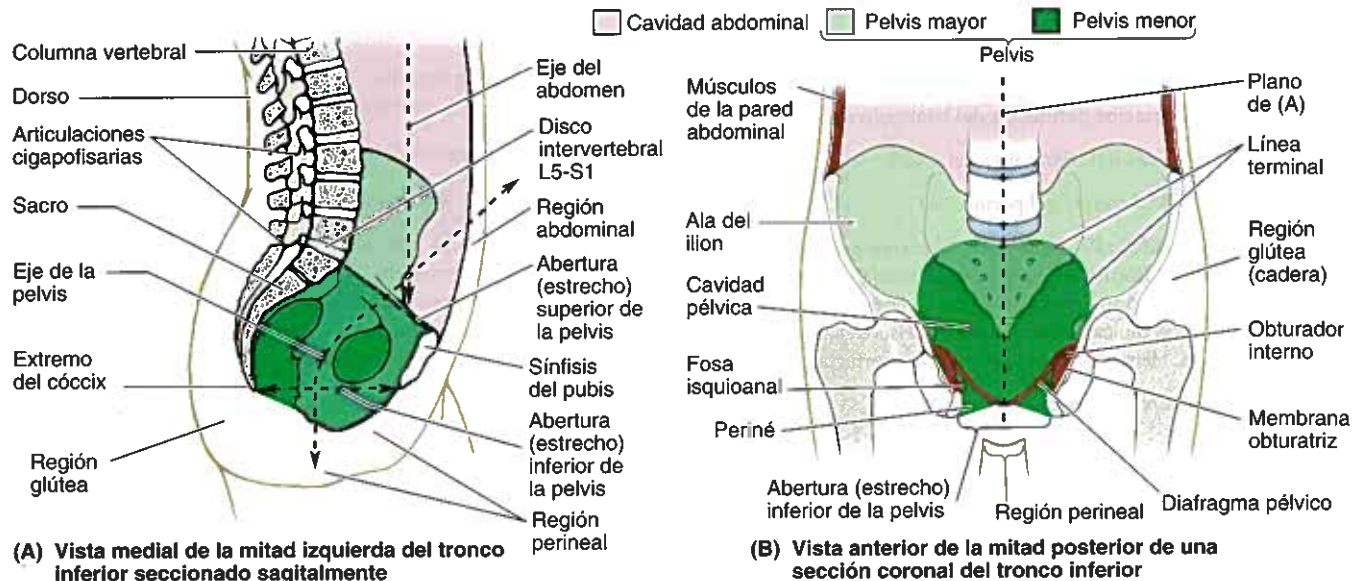 Cavidad abdominal
Pelvis mayor
Pelvis menor
Pelvis
Columna vertebral
Dorso
Articulaciones
cigapofisarias
Sacro
Eje de la
pelvis
Extremo
del cóccix
Región
glútea
Eje del
abdomen
Disco
intervertebral
L5-S1
Región
abdominal
Abertura
(estrecho)
superior de
la pelvis
Sínfisis
del pubis
Abertura
(estrecho)
inferior de
la pelvis
Región
perineal
(A) Vista medial de la mitad izquierda del tronco
inferior seccionado sagitalmente
Músculos
de la pared
abdominal
Ala del
ilion
Cavidad
pélvica
Fosa
isquioanal
Periné
Abertura (estrecho)
inferior de la pelvis
Región perineal
Plano
de (A)
Línea
terminal
Región
glútea
(cadera)
Obturador
interno
Membrana
obturatriz
Diafragma pélvico
(B) Vista anterior de la mitad posterior de una
sección coronal del tronco inferior